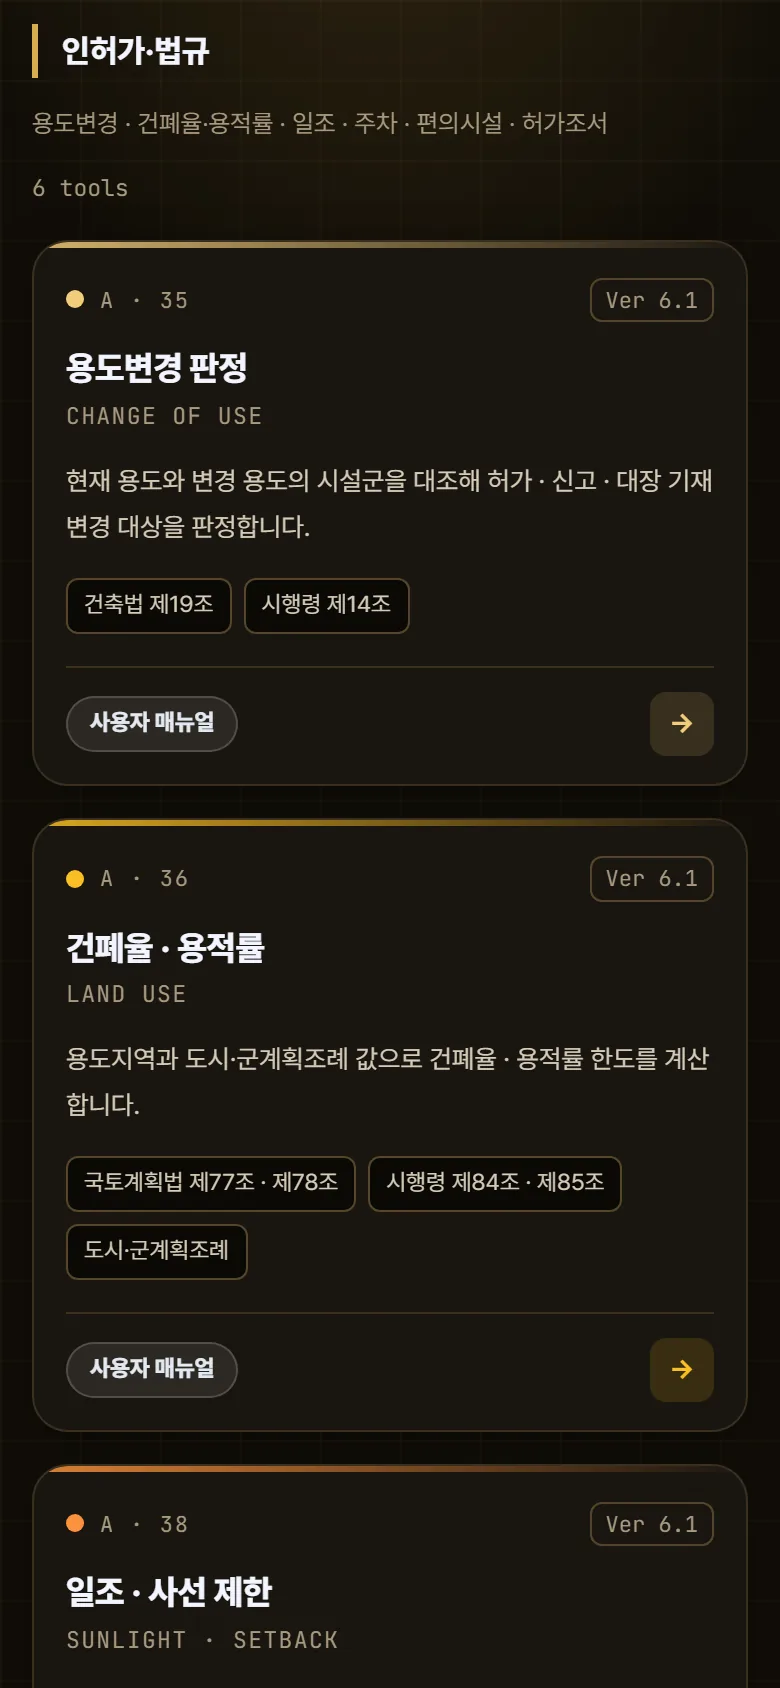 인허가·법규
용도변경 · 건폐율·용적률 · 일조 · 주차 · 편의시설 · 허가조서
6 tools
A · 35
Ver 6.1
용도변경 판정
CHANGE OF USE
현재 용도와 변경 용도의 시설군을 대조해 허가 · 신고 · 대장 기재
변경 대상을 판정합니다.
건축법 제19조
시행령 제14조
사용자 매뉴얼
→
A · 36
Ver 6.1
건폐율 · 용적률
LAND USE
용도지역과 도시·군계획조례 값으로 건폐율 · 용적률 한도를 계산
합니다.
국토계획법 제77조 · 제78조
시행령 제84조 · 제85조
도시·군계획조례
사용자 매뉴얼
→
A · 38
Ver 6.1
일조 · 사선 제한
SUNLIGHT · SETBACK